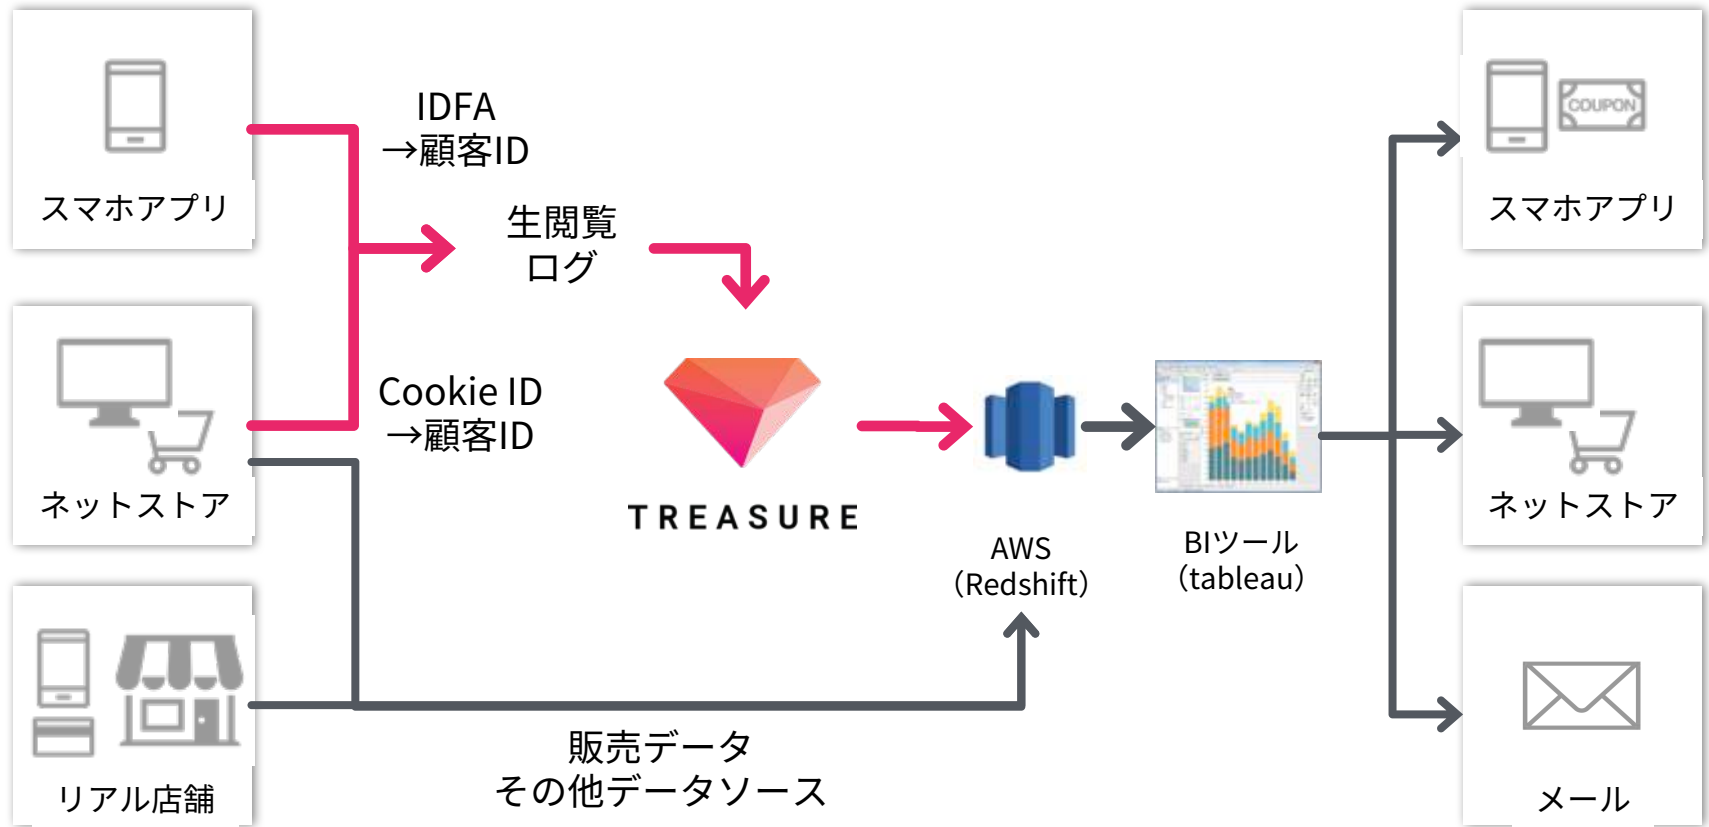 IDFA
→顧客ID
スマホアプリ
生閲覧
ログ
Cookie ID
→顧客ID
ネットストア
TREASURE
AWS
（Redshift）
BIツール
（tableau）
リアル店舗
販売データ
その他データソース
COUPON
スマホアプリ
ネットストア
メール